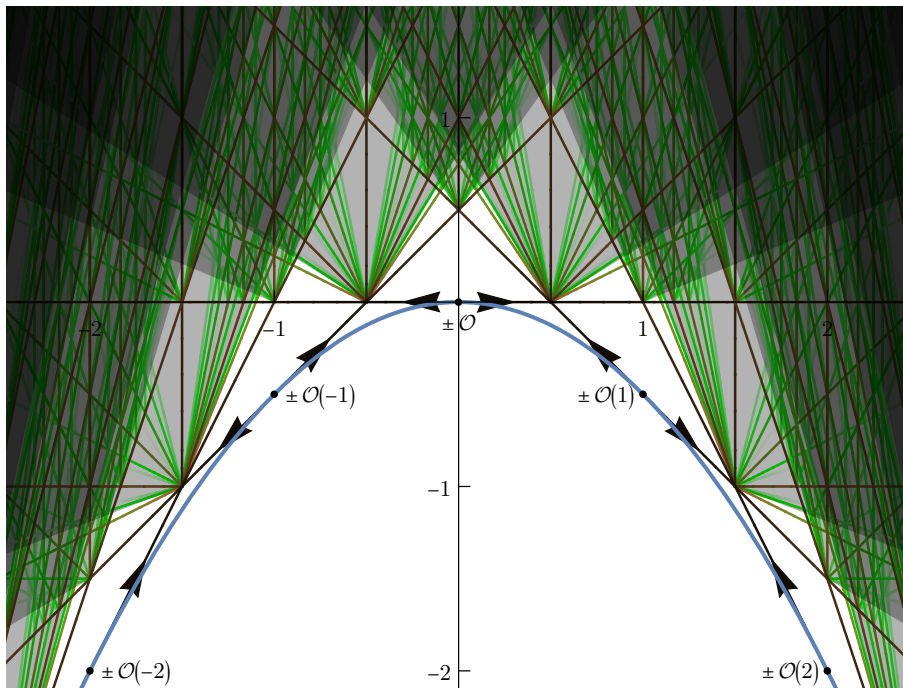 1
-2
-1
± O
1
2
± O(-1)
± O(1)
-1
± O(-2)
-2
± O(2)